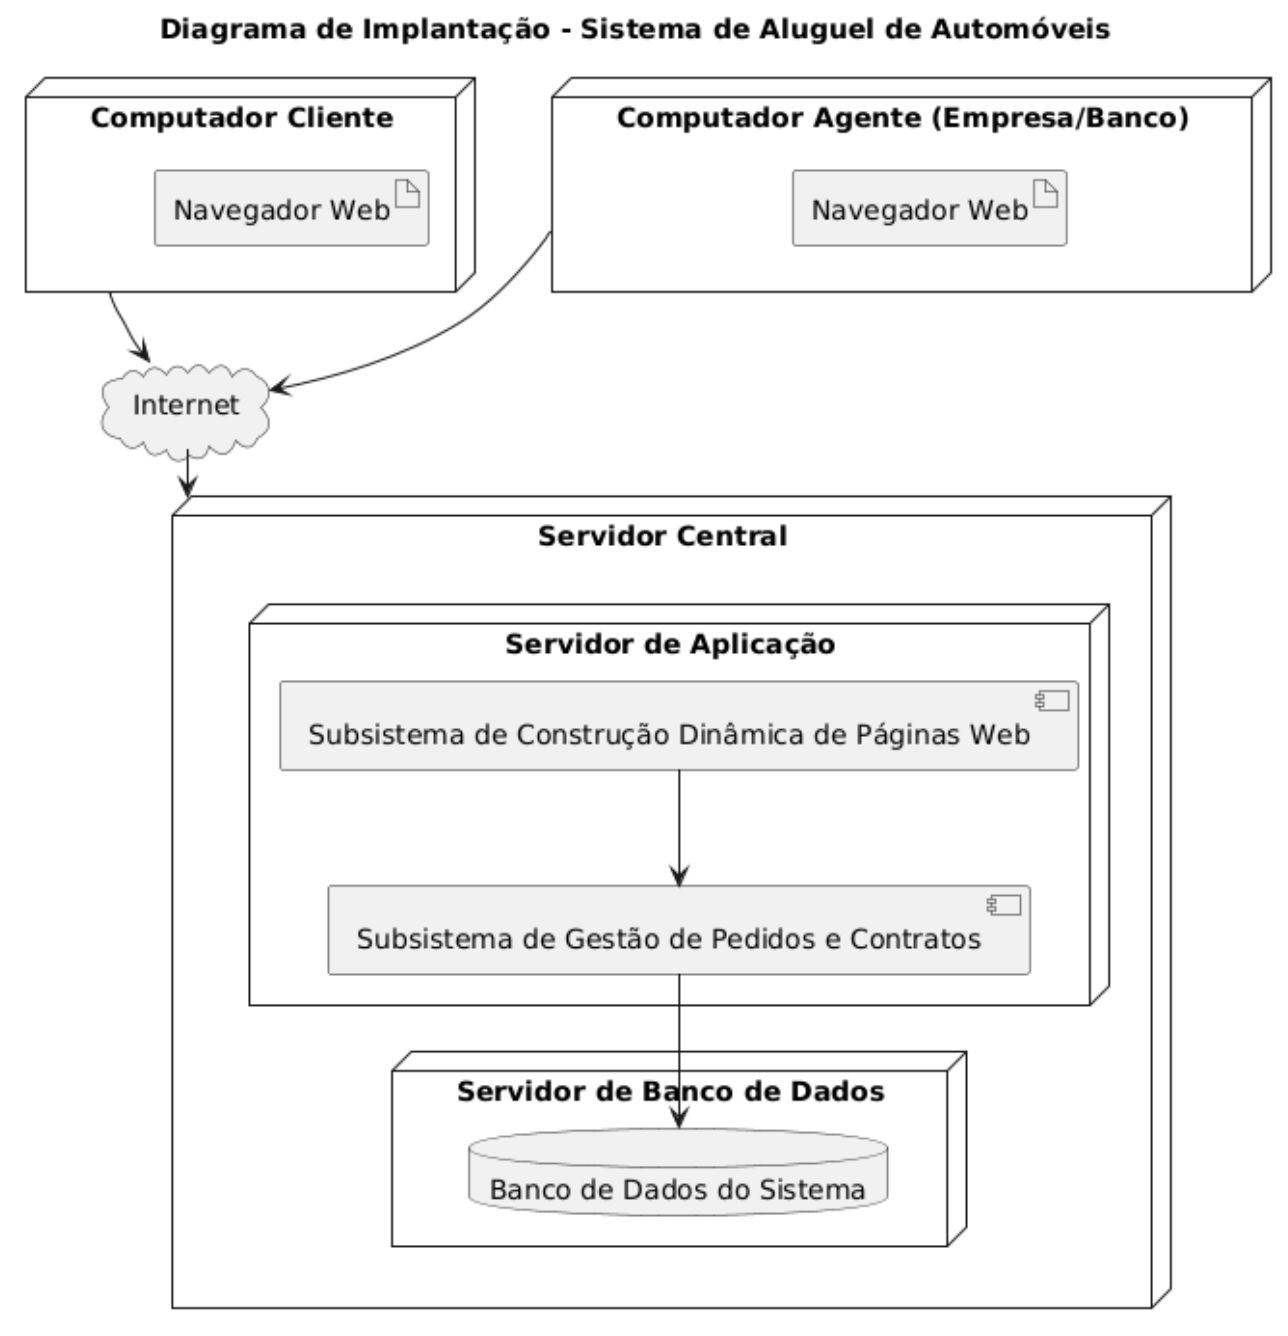 Diagrama de Implantação - Sistema de Aluguel de Automóveis
Computador Cliente
Navegador Web
Computador Agente (Empresa/Banco)
Navegador Web
Internet
Servidor Central
Servidor de Aplicação
Subsistema de Construção Dinâmica de Páginas Web
Subsistema de Gestão de Pedidos e Contratos
Servidor de Banco de Dados
Banco de Dados do Sistema